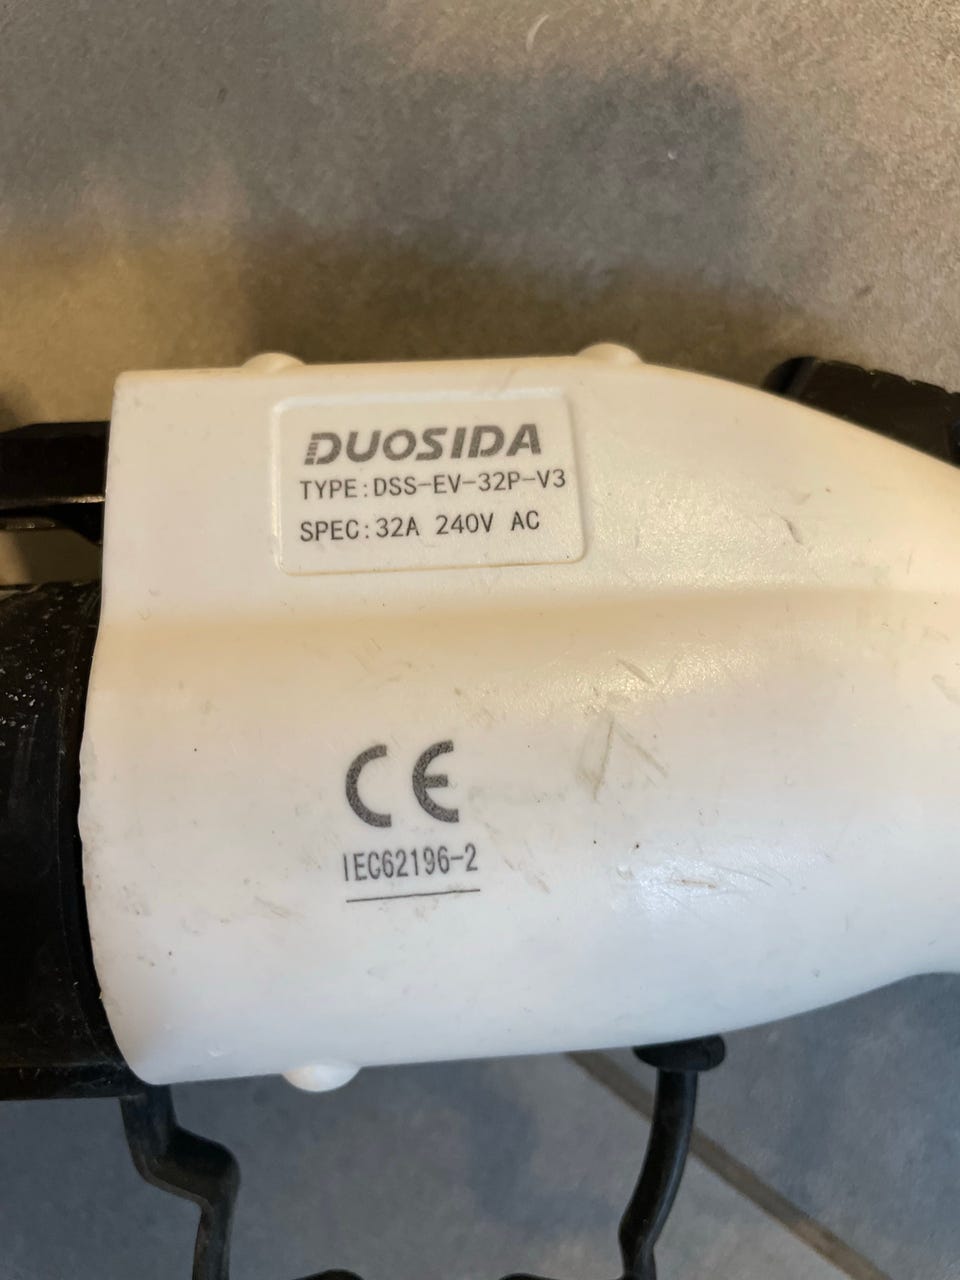 DUOSIDA
TYPE:DSS-EV-32P-V3
SPEC:32A 240V AC
CE
IEC62196-2